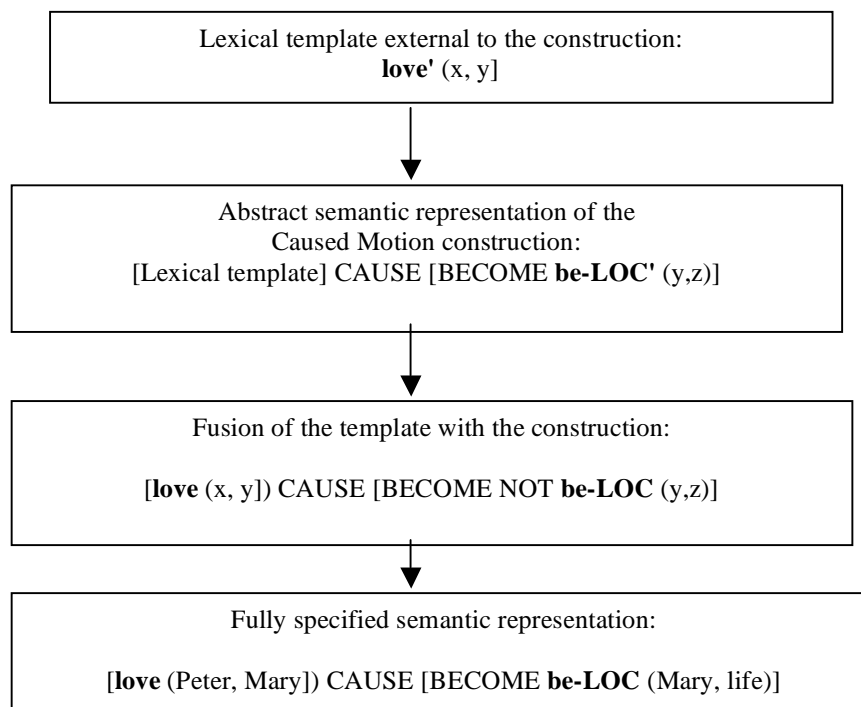 Lexical template external to the construction:
love' (x, y]
Abstract semantic representation of the
Caused Motion construction:
[Lexical template] CAUSE [BECOME be-LOC' (y,z)]
Fusion of the template with the construction:
[love (x, y]) CAUSE [BECOME NOT be-LOC (y,z)]
Fully specified semantic representation:
[love (Peter, Mary]) CAUSE [BECOME be-LOC (Mary, life)]